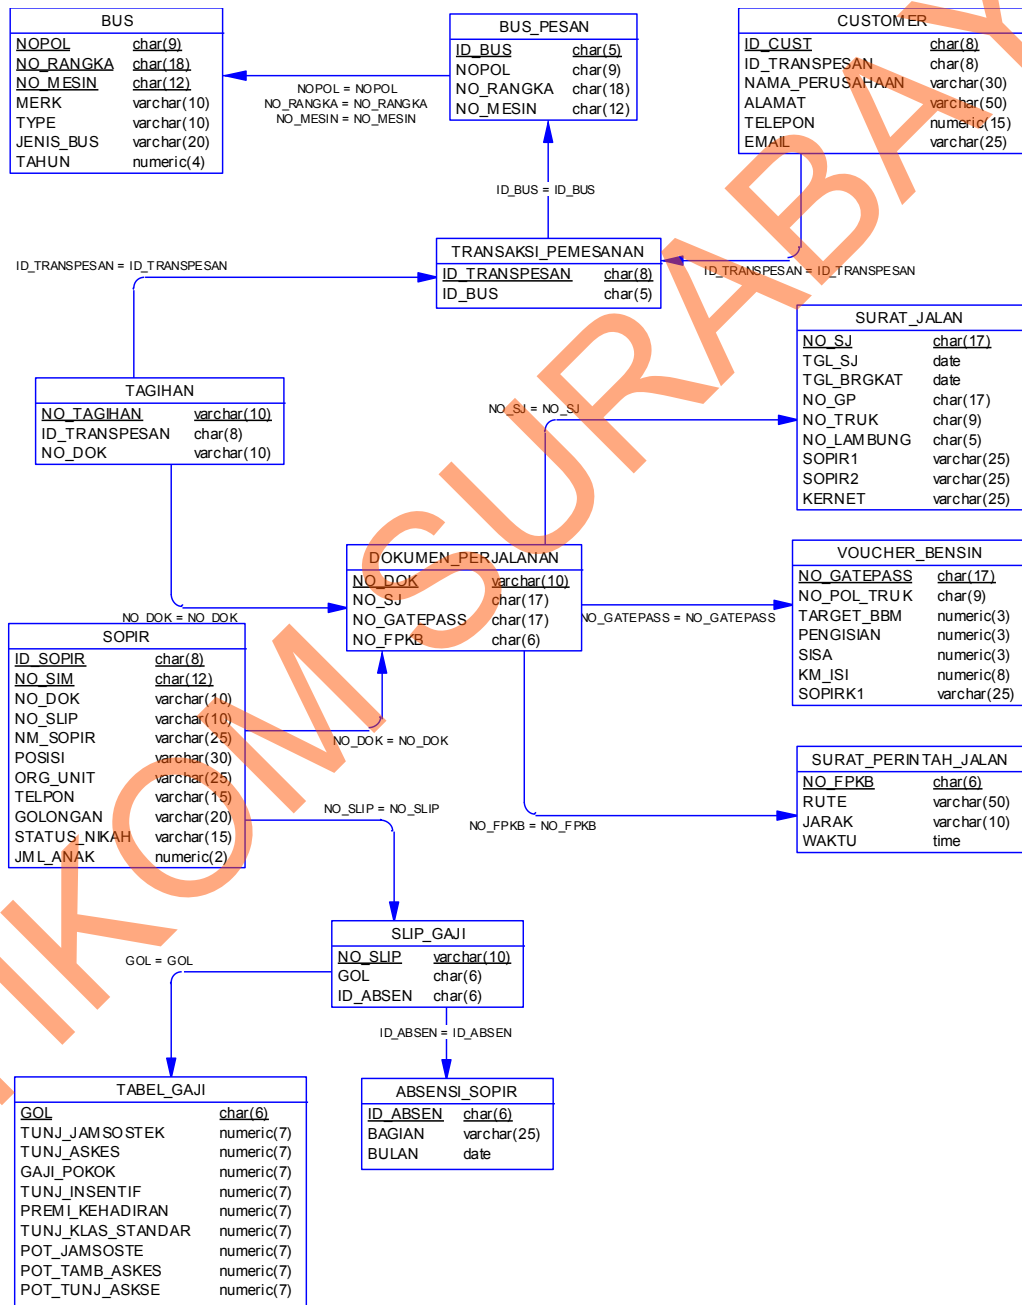 BUS
NOPOL char(9)
NO_RANGKA char(18)
NO_MESIN char(12)
MERK varchar(10)
TYPE varchar(10)
JENIS_BUS varchar(20)
TAHUN numeric(4)
NOPOL = NOPOL
NO_RANGKA = NO_RANGKA
NO_MESIN = NO_MESIN
BUS_PESAN
ID_BUS char(5)
NOPOL char(9)
NO_RANGKA char(18)
NO_MESIN char(12)
CUSTOMER
ID_CUST char(8)
ID_TRANSPESAN char(8)
NAMA_PERUSAHAAN varchar(30)
ALAMAT varchar(50)
TELEPON numeric(15)
EMAIL varchar(25)
ID_BUS = ID_BUS
ID_TRANSPESAN = ID_TRANSPESAN
TRANSAKSI_PEMESANAN
ID_TRANSPESAN char(8)
ID_BUS char(5)
ID_TRANSPESAN = ID_TRANSPESAN
SURAT_JALAN
NO_SJ char(17)
TGL_SJ date
TGL_BRGKAT date
NO_GP char(17)
NO_TRUK char(9)
NO_LAMBUNG char(5)
SOPIR1 varchar(25)
SOPIR2 varchar(25)
KERNET varchar(25)
TAGIHAN
NO_TAGIHAN varchar(10)
ID_TRANSPESAN char(8)
NO_DOK varchar(10)
NO_SJ = NO_SJ
DOKUMEN_PERJALANAN
NO_DOK varchar(10)
NO_SJ char(17)
NO_GATEPASS char(17)
NO_FPKB char(6)
NO_GATEPASS = NO_GATEPASS
VOUCHER_BENSIN
NO_GATEPASS char(17)
NO_POL_TRUK char(9)
TARGET_BBM numeric(3)
PENGISIAN numeric(3)
SISA numeric(3)
KM_ISI numeric(8)
SOPIRK1 varchar(25)
NO_DOK = NO_DOK
SOPIR
ID_SOPIR char(8)
NO_SIM char(12)
NO_DOK varchar(10)
NO_SLIP varchar(10)
NM_SOPIR varchar(25)
POSISI varchar(30)
ORG_UNIT varchar(25)
TELPON varchar(15)
GOLONGAN varchar(20)
STATUS_NIKAH varchar(15)
JML_ANAK numeric(2)
NO_DOK = NO_DOK
NO_SLIP = NO_SLIP
NO_FPKB = NO_FPKB
SURAT_PERINTAH_JALAN
NO_FPKB char(6)
RUTE varchar(50)
JARAK varchar(10)
WAKTU time
SLIP_GAJI
NO_SLIP varchar(10)
GOL char(6)
ID_ABSEN char(6)
GOL = GOL
ID_ABSEN = ID_ABSEN
TABEL_GAJI
GOL char(6)
TUNJ_JAMSOSTEK numeric(7)
TUNJ_ASKES numeric(7)
GAJI_POKOK numeric(7)
TUNJ_INSENTIF numeric(7)
PREMI_KEHADIRAN numeric(7)
TUNJ_KLAS_STANDAR numeric(7)
POT_JAMSOSTE numeric(7)
POT_TAMB_ASKES numeric(7)
POT_TUNJ_ASKSE numeric(7)
ABSENSI_SOPIR
ID_ABSEN char(6)
BAGIAN varchar(25)
BULAN date
IKOM SURABAY